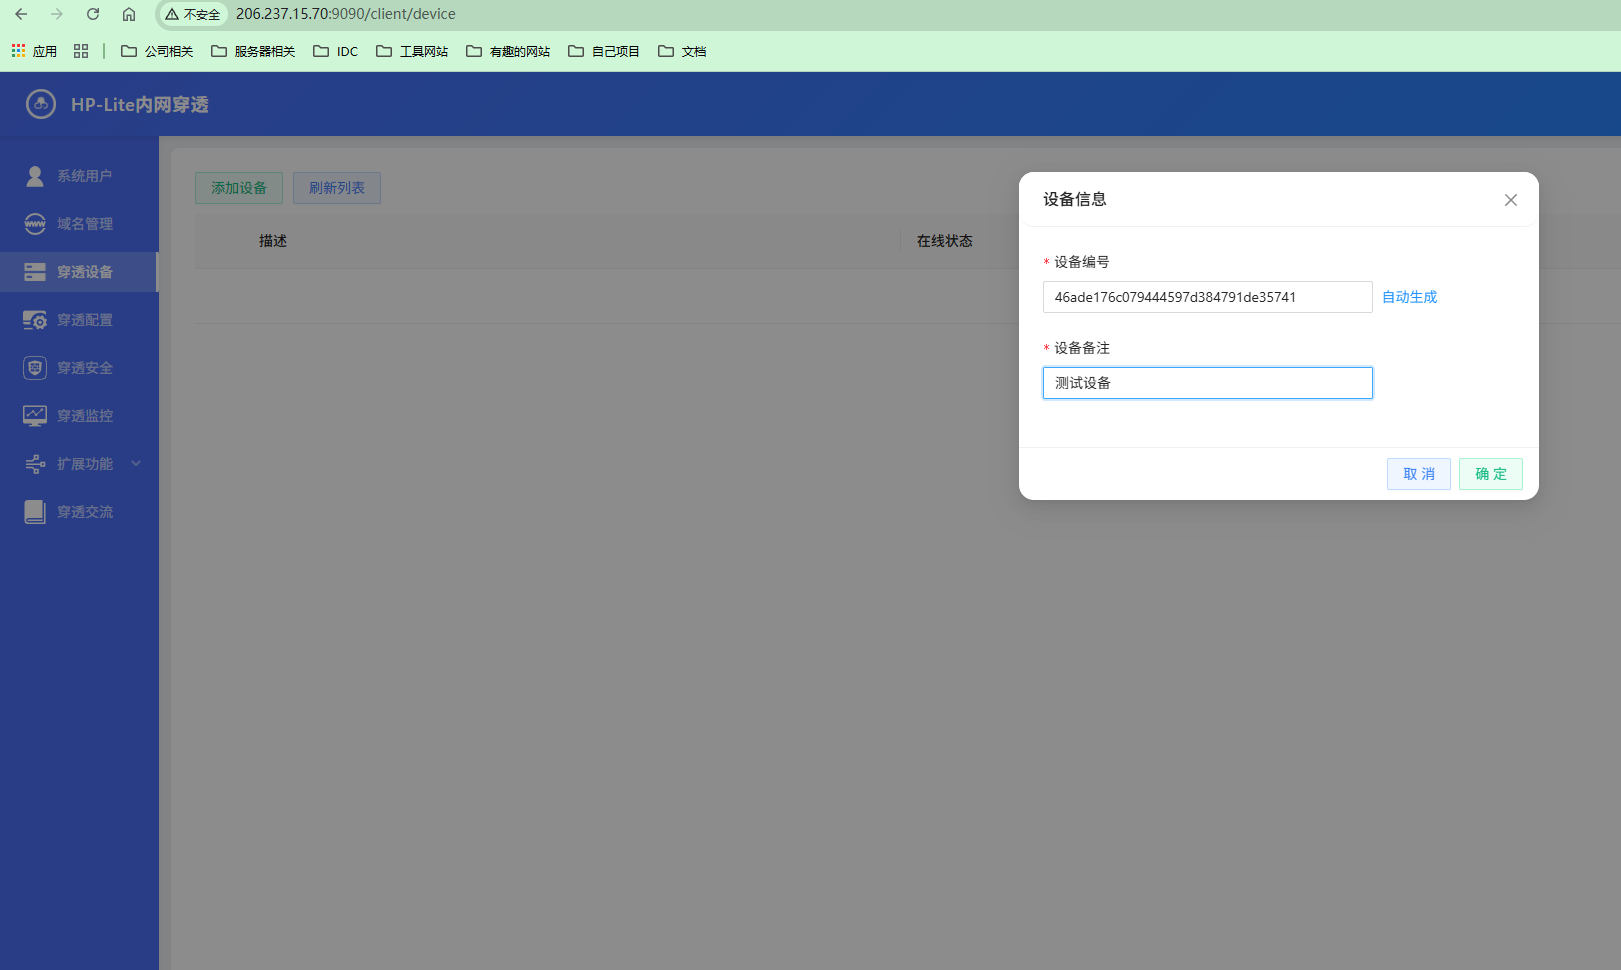 不安全 206.237.15.70:9090/client/device
应用 公司相关 服务器相关 IDC 工具网站 有趣的网站 自己项目 文档
HP-Lite内网穿透
系统用户
域名管理
穿透设备
穿透配置
穿透安全
穿透监控
扩展功能
穿透交流
添加设备 刷新列表
描述 在线状态
设备信息
* 设备编号
46ade176c079444597d384791de35741 自动生成
* 设备备注
测试设备
取 消 确 定